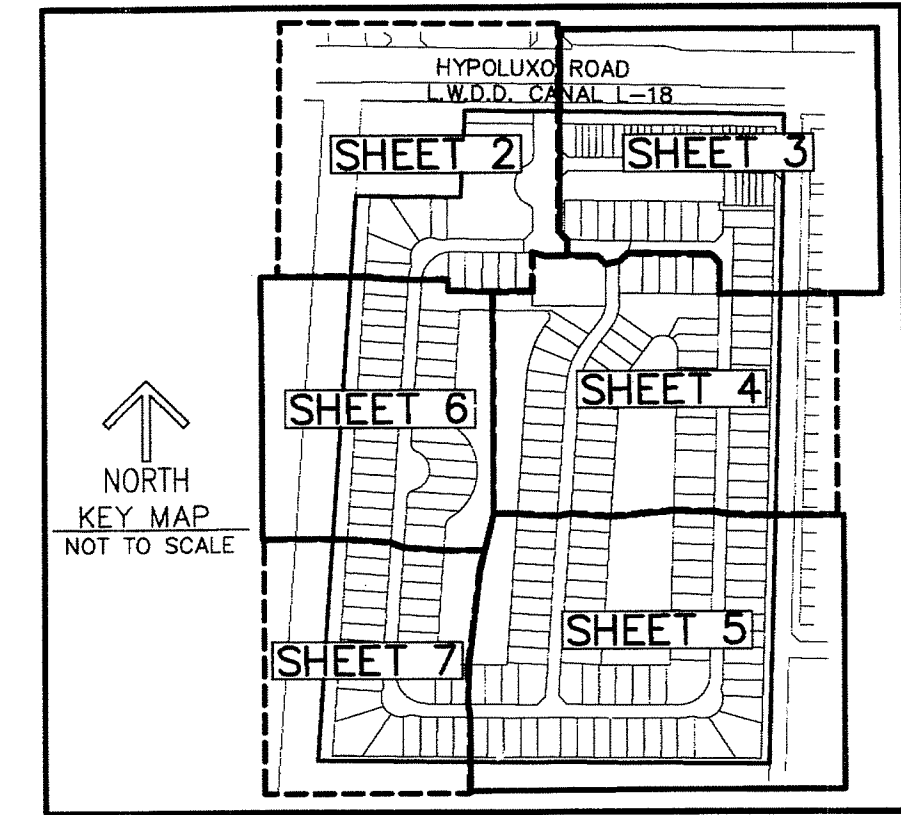 HYPOLUXO ROAD
L.W.D.D. CANAL L-18
SHEET 2
SHEET 3
SHEET 6
SHEET 4
NORTH
KEY MAP
NOT TO SCALE
SHEET 5
SHEET 7